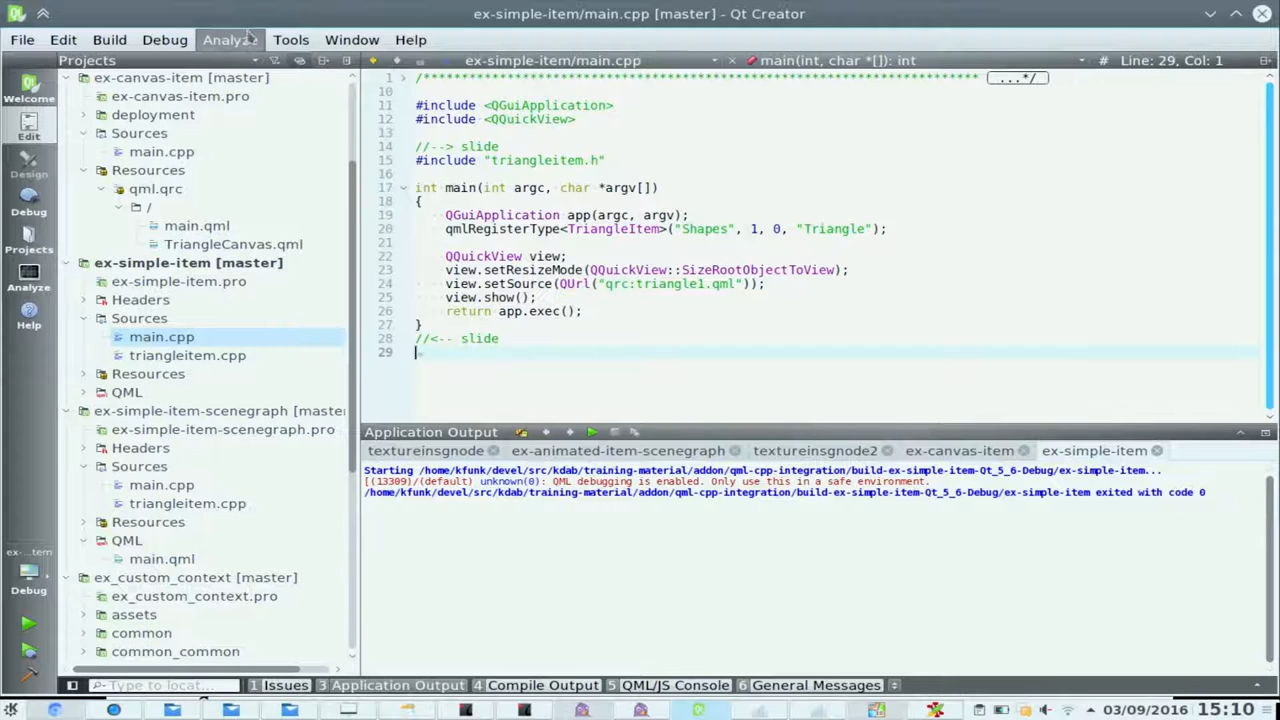 ex-simple-item/main.cpp [master] - Qt Creator
File Edit Build Debug Analyze Tools Window Help
Projects
ex-simple-item/main.cpp
main(int, char *[]): int
# Line: 29, Col: 1
Welcome
Edit
Design
Debug
Projects
Analyze
Help
ex-...tem
Debug
ex-canvas-item [master]
ex-canvas-item.pro
deployment
Sources
main.cpp
Resources
qml.qrc
/
main.qml
TriangleCanvas.qml
ex-simple-item [master]
ex-simple-item.pro
Headers
Sources
main.cpp
triangleitem.cpp
Resources
QML
ex-simple-item-scenegraph [maste
ex-simple-item-scenegraph.pro
Headers
Sources
main.cpp
triangleitem.cpp
Resources
QML
main.qml
ex_custom_context [master]
ex_custom_context.pro
assets
common
common_common
1 /************************************************************************** ...*/
10
11 #include <QGuiApplication>
12 #include <QQuickView>
13
14 //--> slide
15 #include "triangleitem.h"
16
17 int main(int argc, char *argv[])
18 {
19 QGuiApplication app(argc, argv);
20 qmlRegisterType<TriangleItem>("Shapes", 1, 0, "Triangle");
21
22 QQuickView view;
23 view.setResizeMode(QQuickView::SizeRootObjectToView);
24 view.setSource(QUrl("qrc:triangle1.qml"));
25 view.show();
26 return app.exec();
27 }
28 //<-- slide
29
Application Output
textureinsgnode ex-animated-item-scenegraph textureinsgnode2 ex-canvas-item ex-simple-item
Starting /home/kfunk/devel/src/kdab/training-material/addon/qml-cpp-integration/build-ex-simple-item-Qt_5_6-Debug/ex-simple-item...
[(13309)/(default) unknown(0): QML debugging is enabled. Only use this in a safe environment.
/home/kfunk/devel/src/kdab/training-material/addon/qml-cpp-integration/build-ex-simple-item-Qt_5_6-Debug/ex-simple-item exited with code 0
Type to locat... 1 Issues 3 Application Output 4 Compile Output 5 QML/JS Console 6 General Messages
03/09/2016 15:10